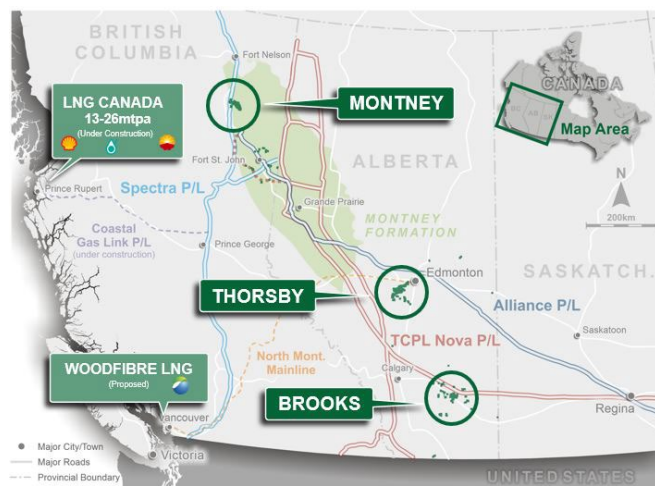 BRITISH
COLUMBIA
Fort Nelson
LNG CANADA
13-26mtpa
(Under Construction)
MONTNEY
CANADA
BC
AB
SK
Map Area
N
200km
Fort St. John
ALBERTA
Prince Rupert
Spectra P/L
Grande Prairie
Coastal
Gas Link P/L
(under construction)
Prince George
MONTNEY
FORMATION
Edmonton
SASKATCH.
THORSBY
Alliance P/L
TCPL Nova P/L
Saskatoon
North Mont.
Mainline
WOODFIBRE LNG
(Proposed)
Calgary
BROOKS
Regina
Vancouver
Victoria
Major City/Town
Major Roads
Provincial Boundary
UNITED STATES